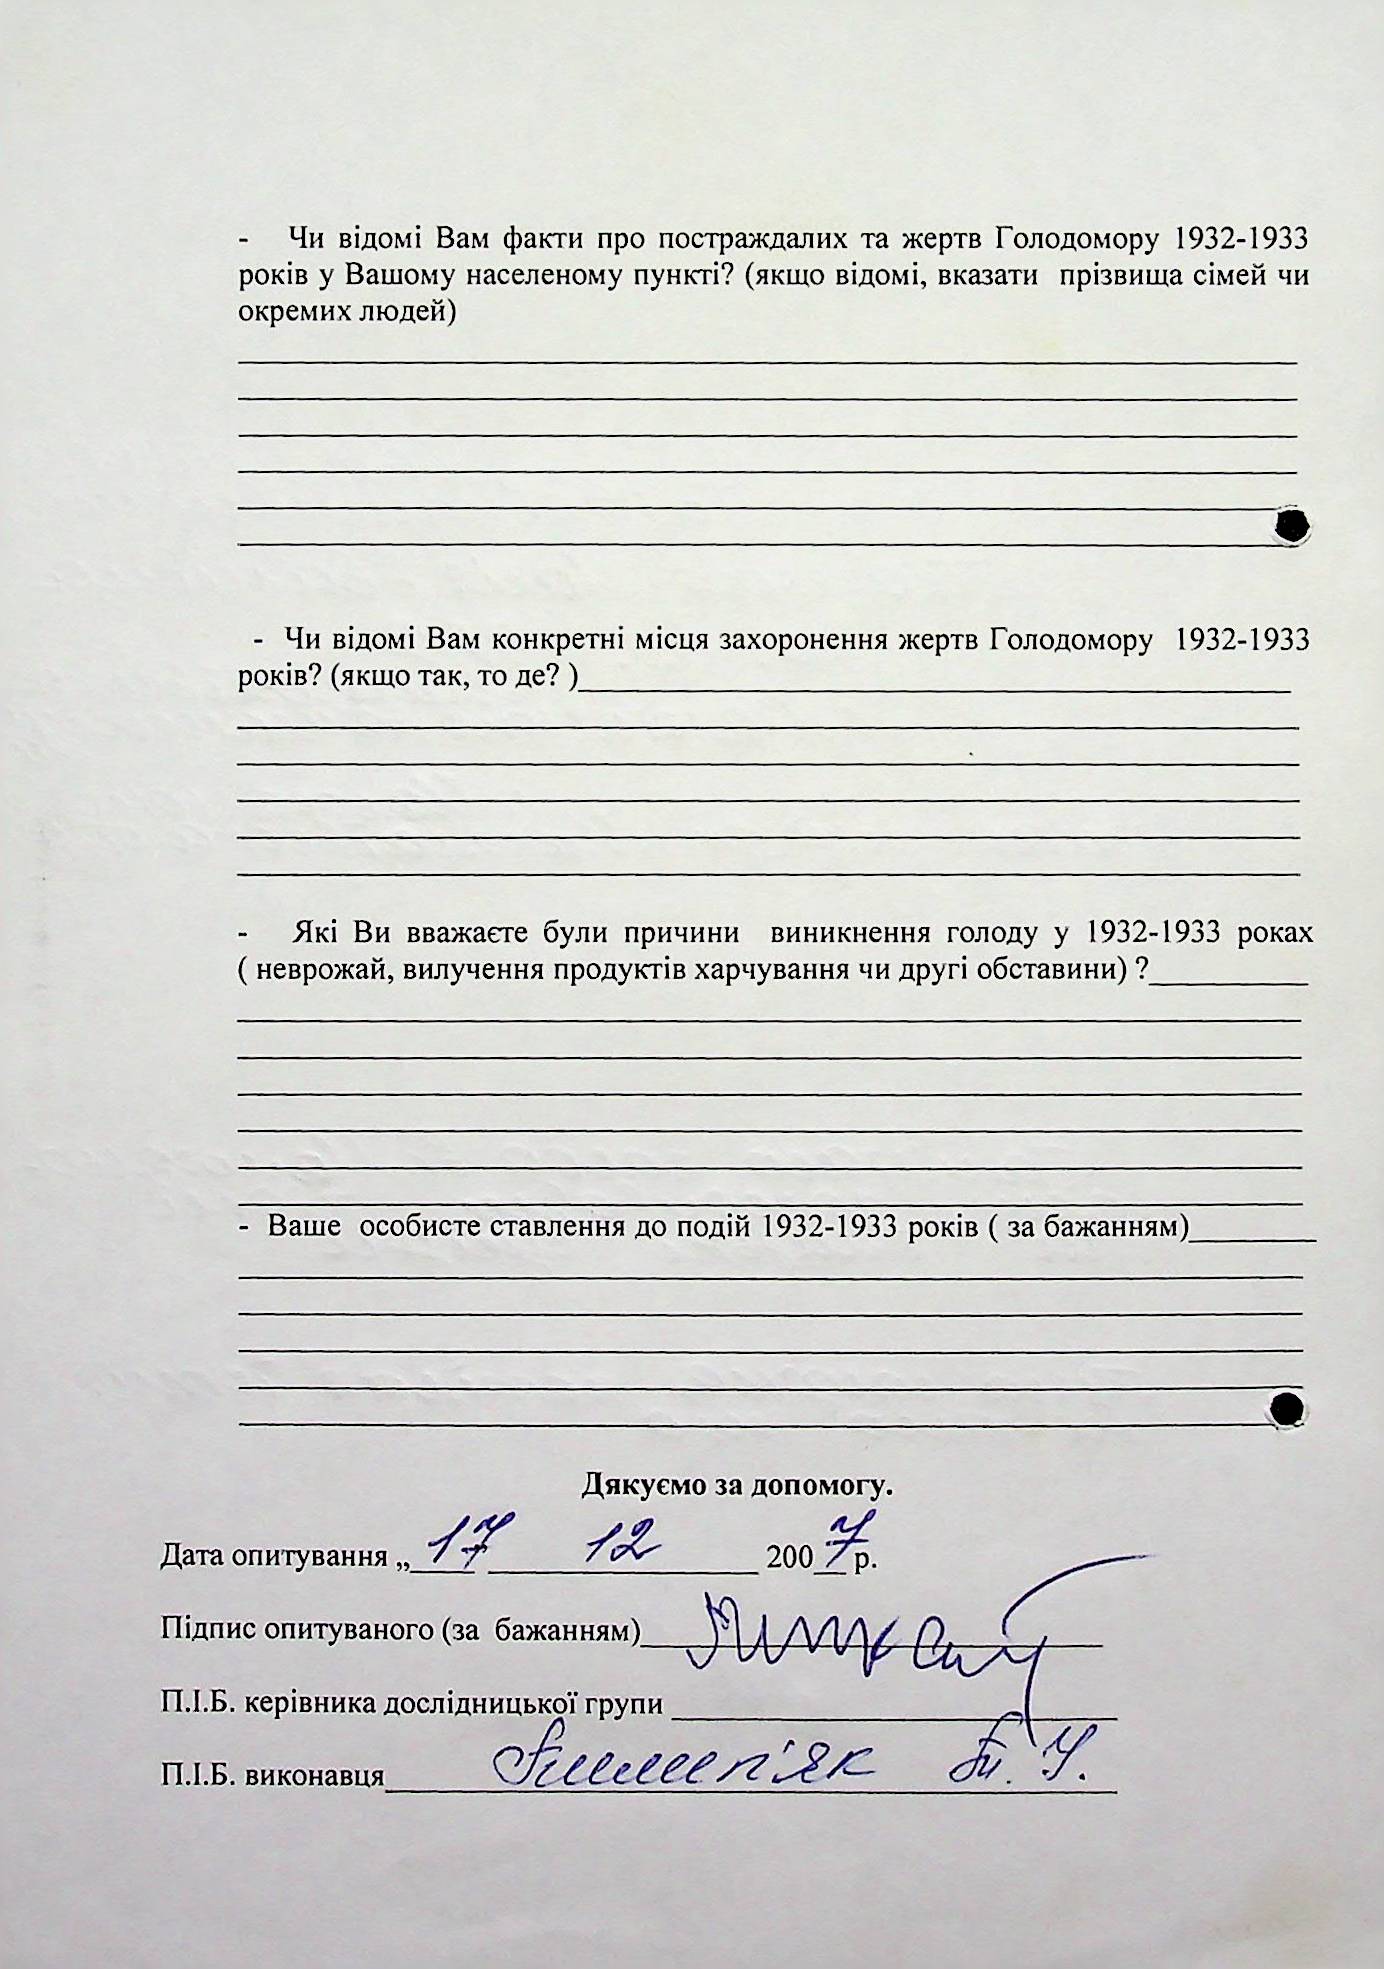 - Чи відомі Вам факти про постраждалих та жертв Голодомору 1932-1933
років у Вашому населеному пункті? (якщо відомі, вказати прізвища сімей чи
окремих людей)
- Чи відомі Вам конкретні місця захоронення жертв Голодомору 1932-1933
років? (якщо так, то де? )
- Які Ви вважаєте були причини виникнення голоду у 1932-1933 роках
( неврожай, вилучення продуктів харчування чи другі обставини) ?
- Ваше особисте ставлення до подій 1932-1933 років ( за бажанням)
Дякуємо за допомогу.
Дата опитування „ 17 12 2007 р.
Підпис опитуваного (за бажанням)
П.І.Б. керівника дослідницької групи
П.І.Б. виконавця